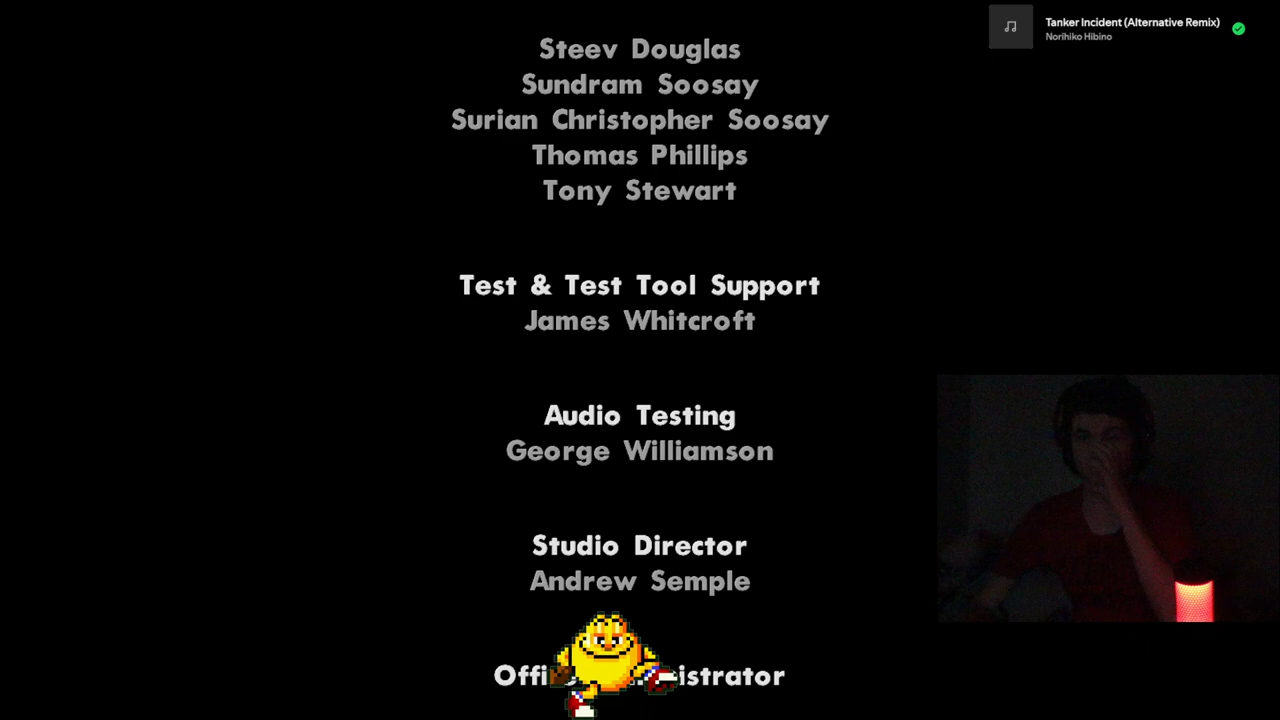 Tanker Incident (Alternative Remix)
Norihiko Hibino
Steev Douglas
Sundram Soosay
Surian Christopher Soosay
Thomas Phillips
Tony Stewart
Test & Test Tool Support
James Whitcroft
Audio Testing
George Williamson
Studio Director
Andrew Semple